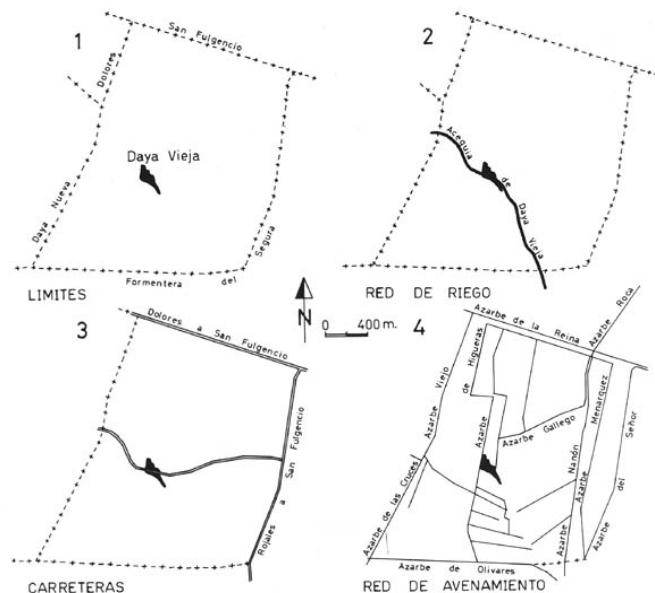 1
San Fulgencio
Dolores
Daya Vieja
Daya Nueva
Segura
Formentera del
LIMITES
2
Acequia de Daya Vieja
RED DE RIEGO
N
0 400 m.
3
Dolores a San Fulgencio
Rojales a San Fulgencio
CARRETERAS
4
Azarbe de la Reina
Azarbe Roca
Azarbe Viejo
Azarbe de Higueras
Azarbe Gallego
Azarbe Menarquez
Nanón
Azarbe
Azarbe del Señor
Azarbe de las Cruces
Azarbe de Olivares
RED DE AVENAMIENTO